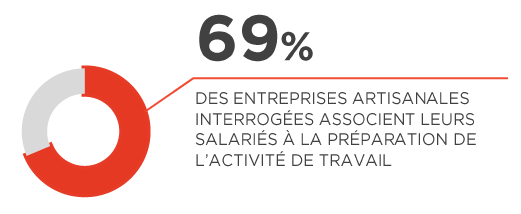 69%
DES ENTREPRISES ARTISANALES
INTERROGÉES ASSOCIENT LEURS
SALARIÉS À LA PRÉPARATION DE
L'ACTIVITÉ DE TRAVAIL